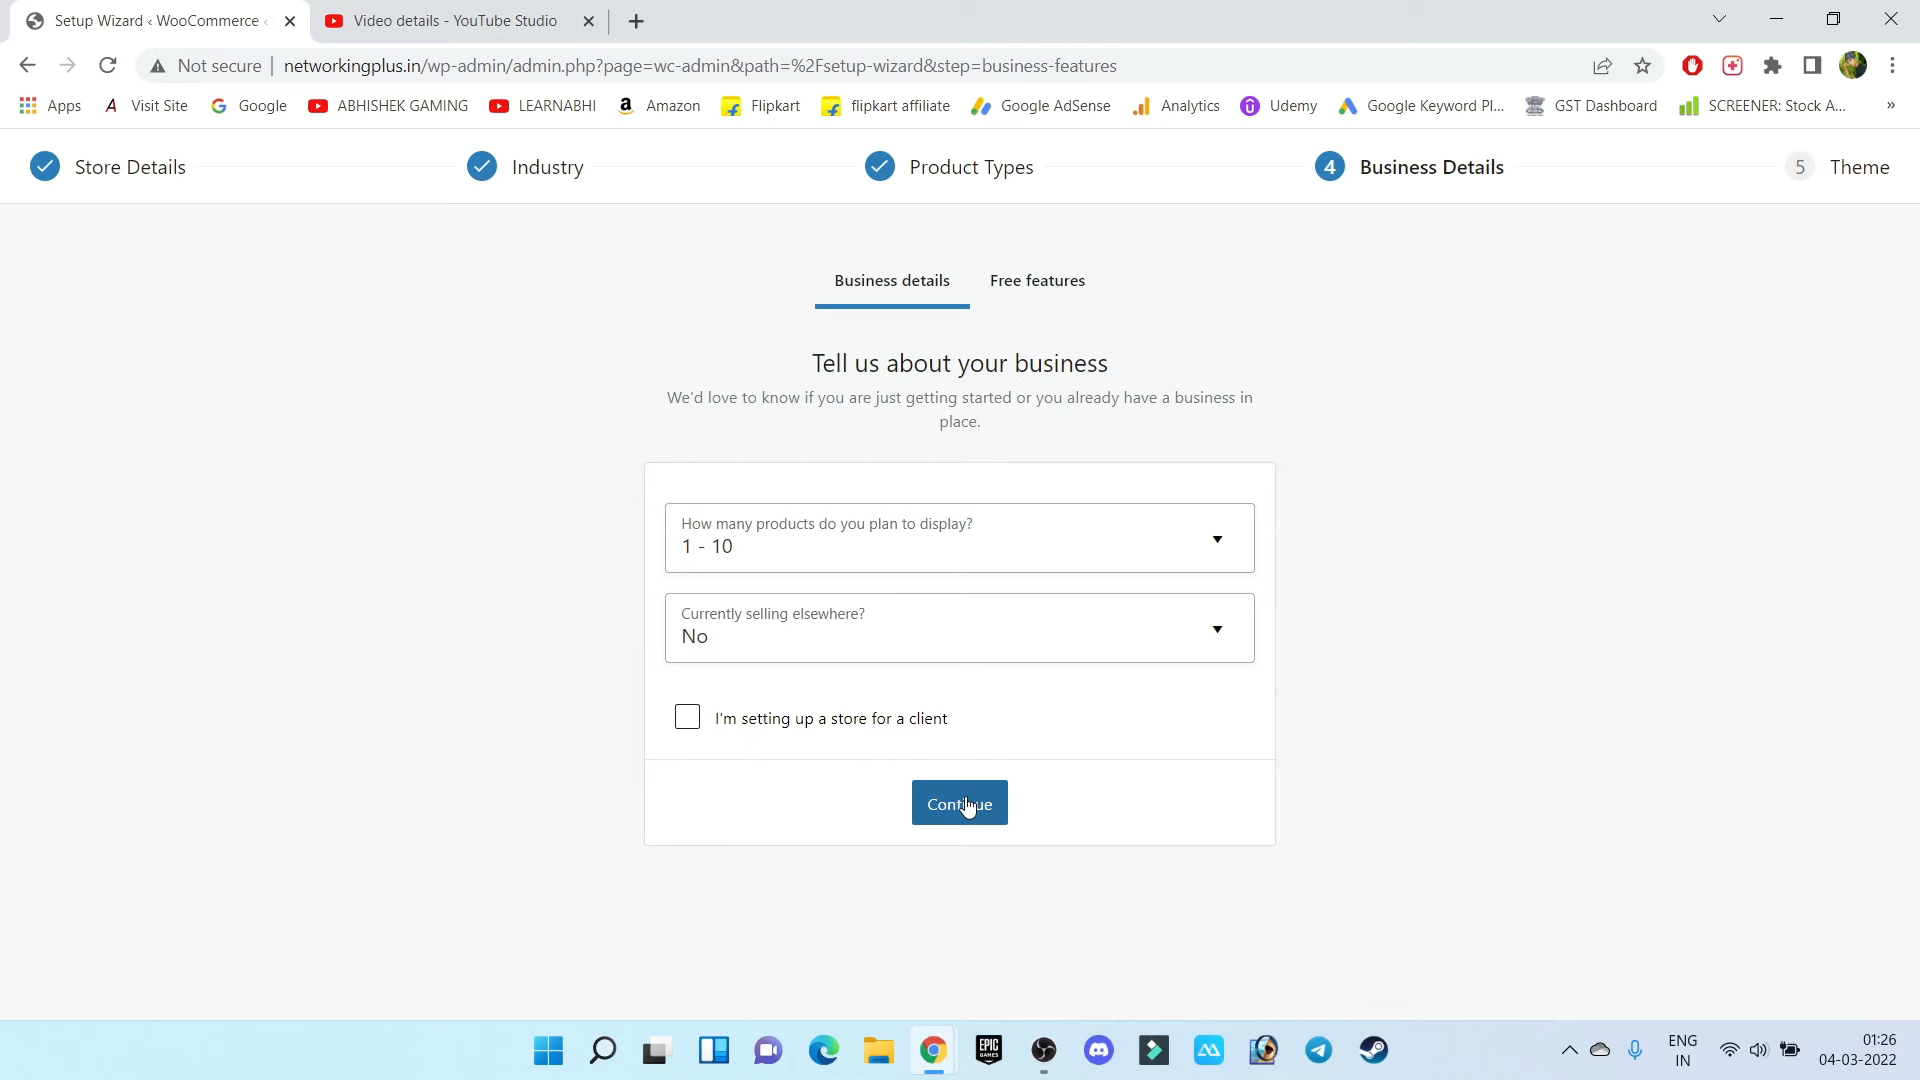 Setup Wizard ‹ WooCommerce ‹
Video details - YouTube Studio
Not secure
networkingplus.in/wp-admin/admin.php?page=wc-admin&path=%2Fsetup-wizard&step=business-features
Apps
Visit Site
Google
ABHISHEK GAMING
LEARNABHI
Amazon
Flipkart
flipkart affiliate
Google AdSense
Analytics
Udemy
Google Keyword Pl...
GST Dashboard
SCREENER: Stock A...
»
Store Details
Industry
Product Types
4 Business Details
5 Theme
Business details
Free features
Tell us about your business
We'd love to know if you are just getting started or you already have a business in
place.
How many products do you plan to display?
1 - 10
Currently selling elsewhere?
No
I'm setting up a store for a client
Continue
EPIC
GAMES
ENG
IN
01:26
04-03-2022